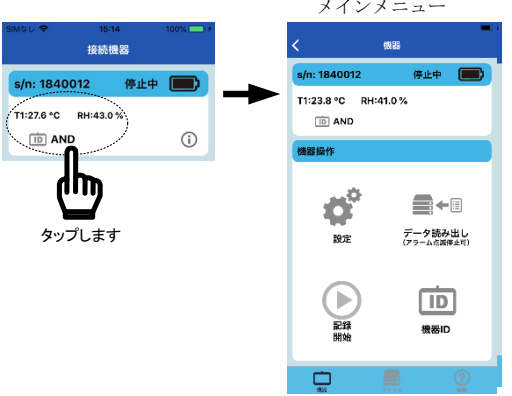 メインメニュー
SIMなし 15:14 100%
接続機器
s/n: 1840012 停止中
T1:27.6 ℃ RH:43.0 %
ID AND
タップします
機器
s/n: 1840012 停止中
T1:23.8 ℃ RH:41.0 %
ID AND
機器操作
設定
データ読み出し
(アラーム点滅停止可)
記録
開始
ID
機器ID
機器